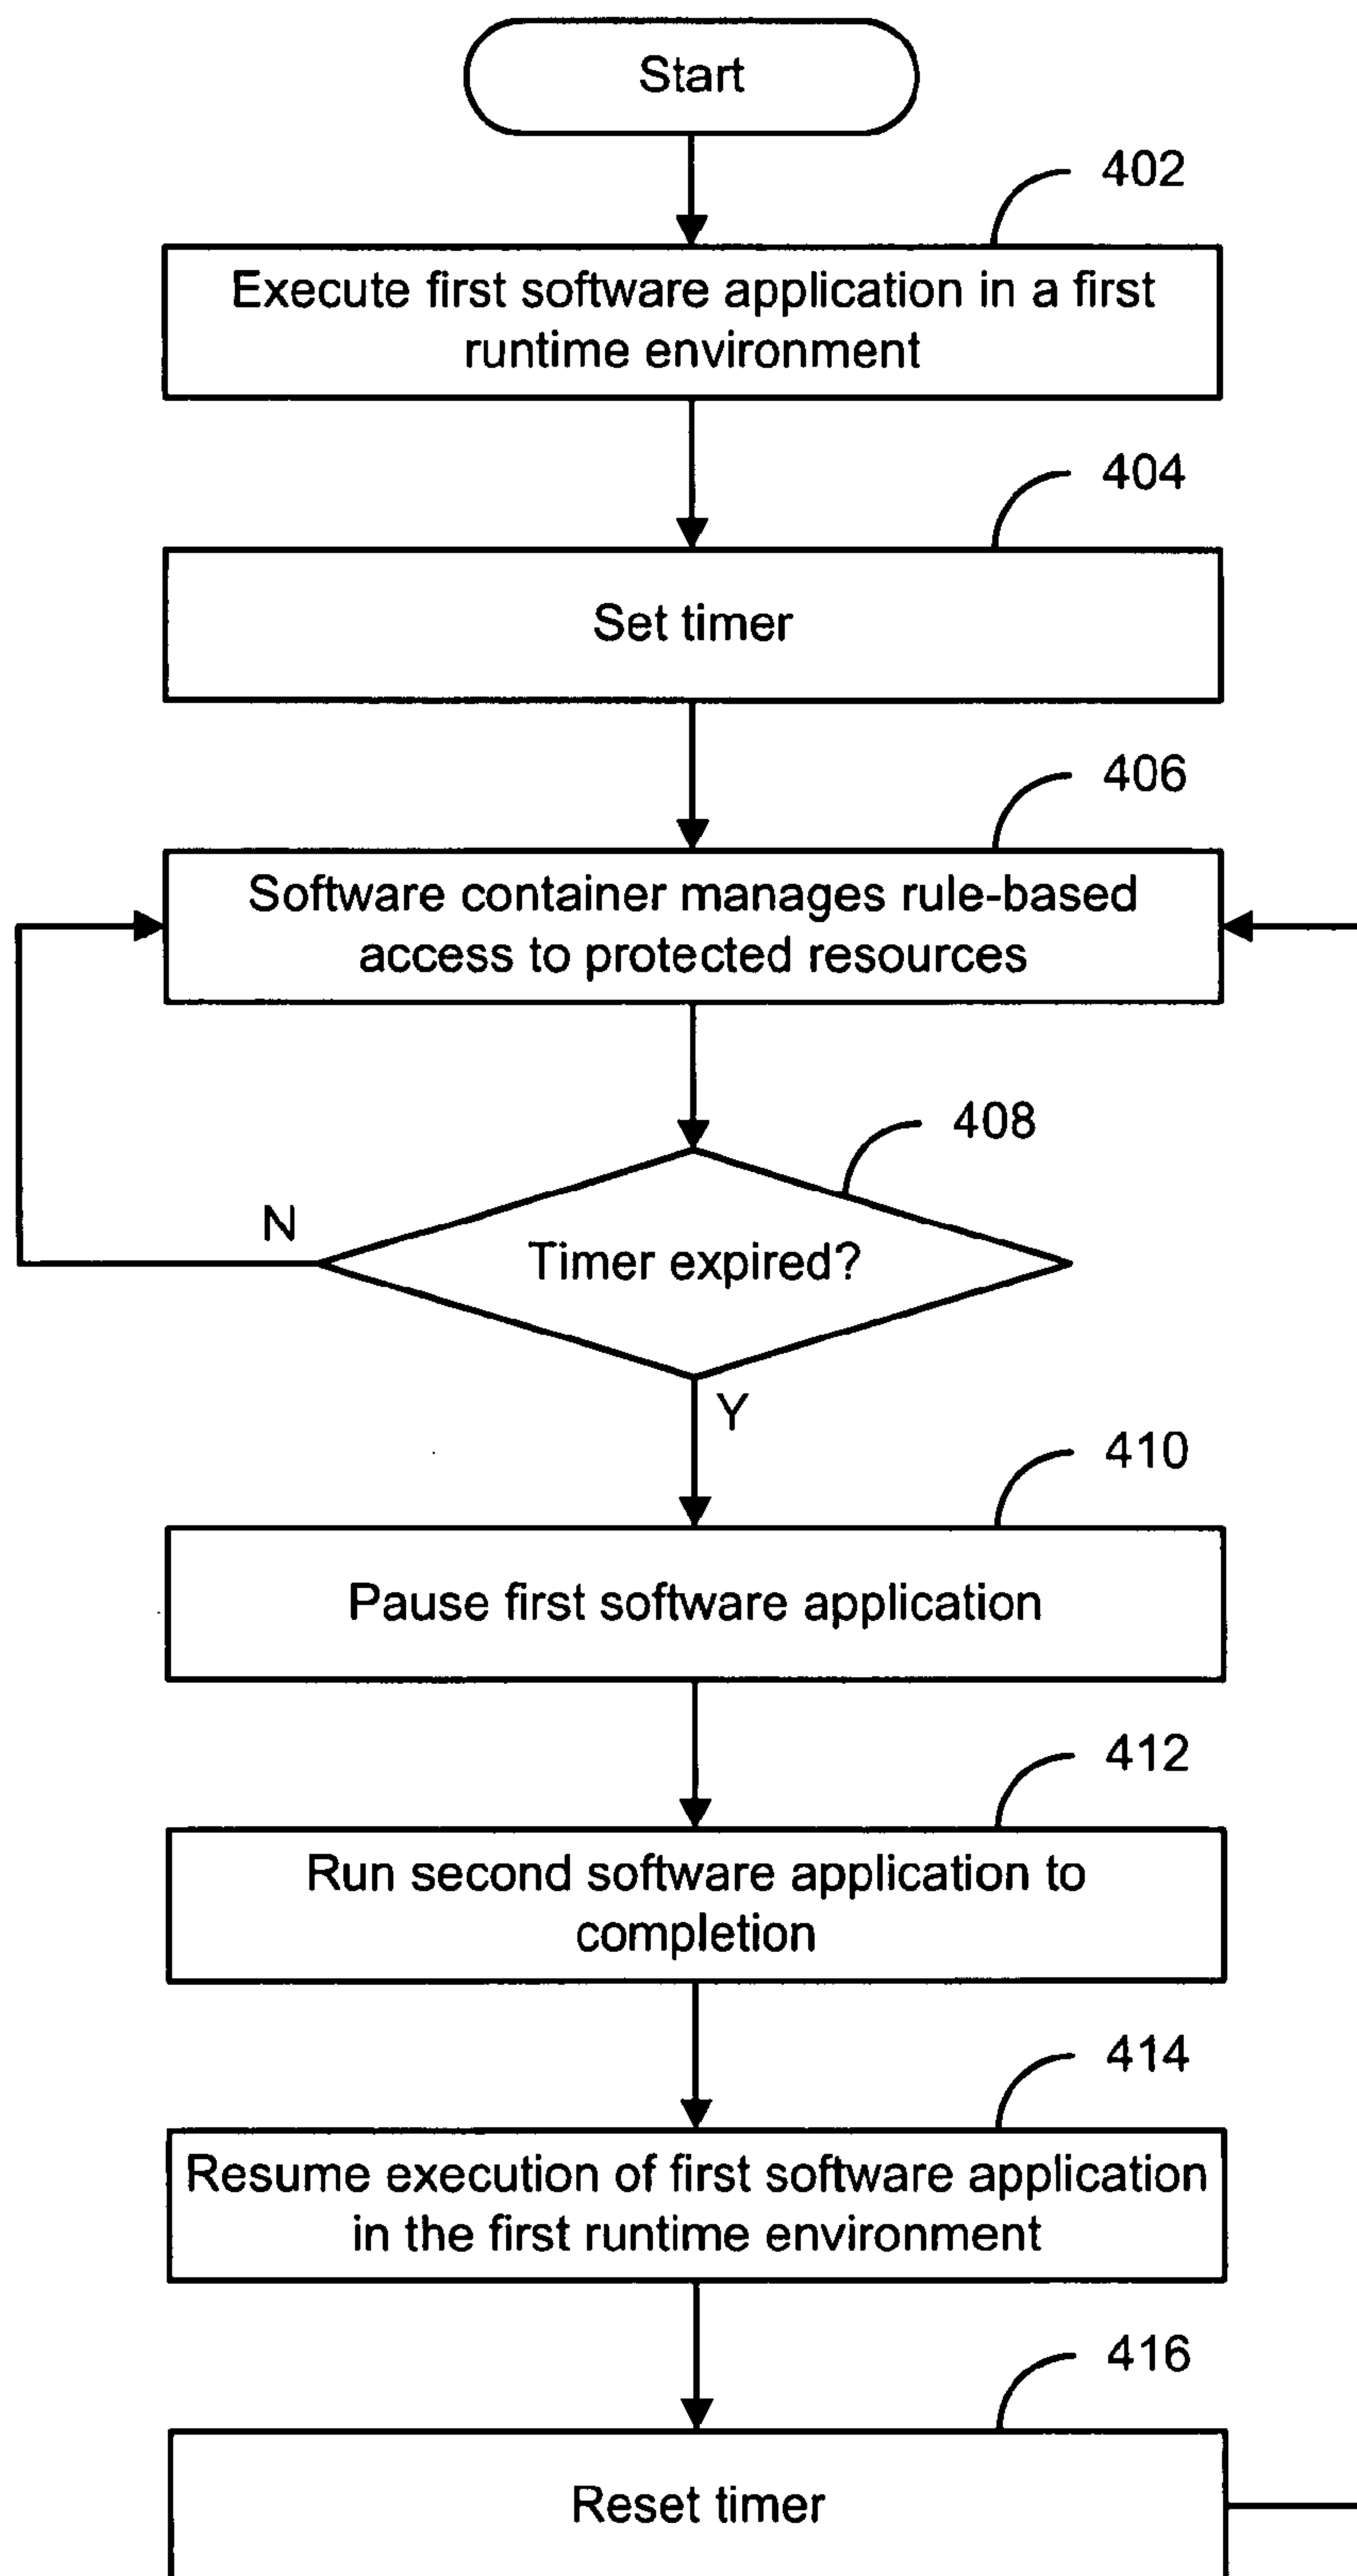 Start
402
Execute first software application in a first
runtime environment
404
Set timer
406
Software container manages rule-based
access to protected resources
408
N
Timer expired?
Y
410
Pause first software application
412
Run second software application to
completion
414
Resume execution of first software application
in the first runtime environment
416
Reset timer